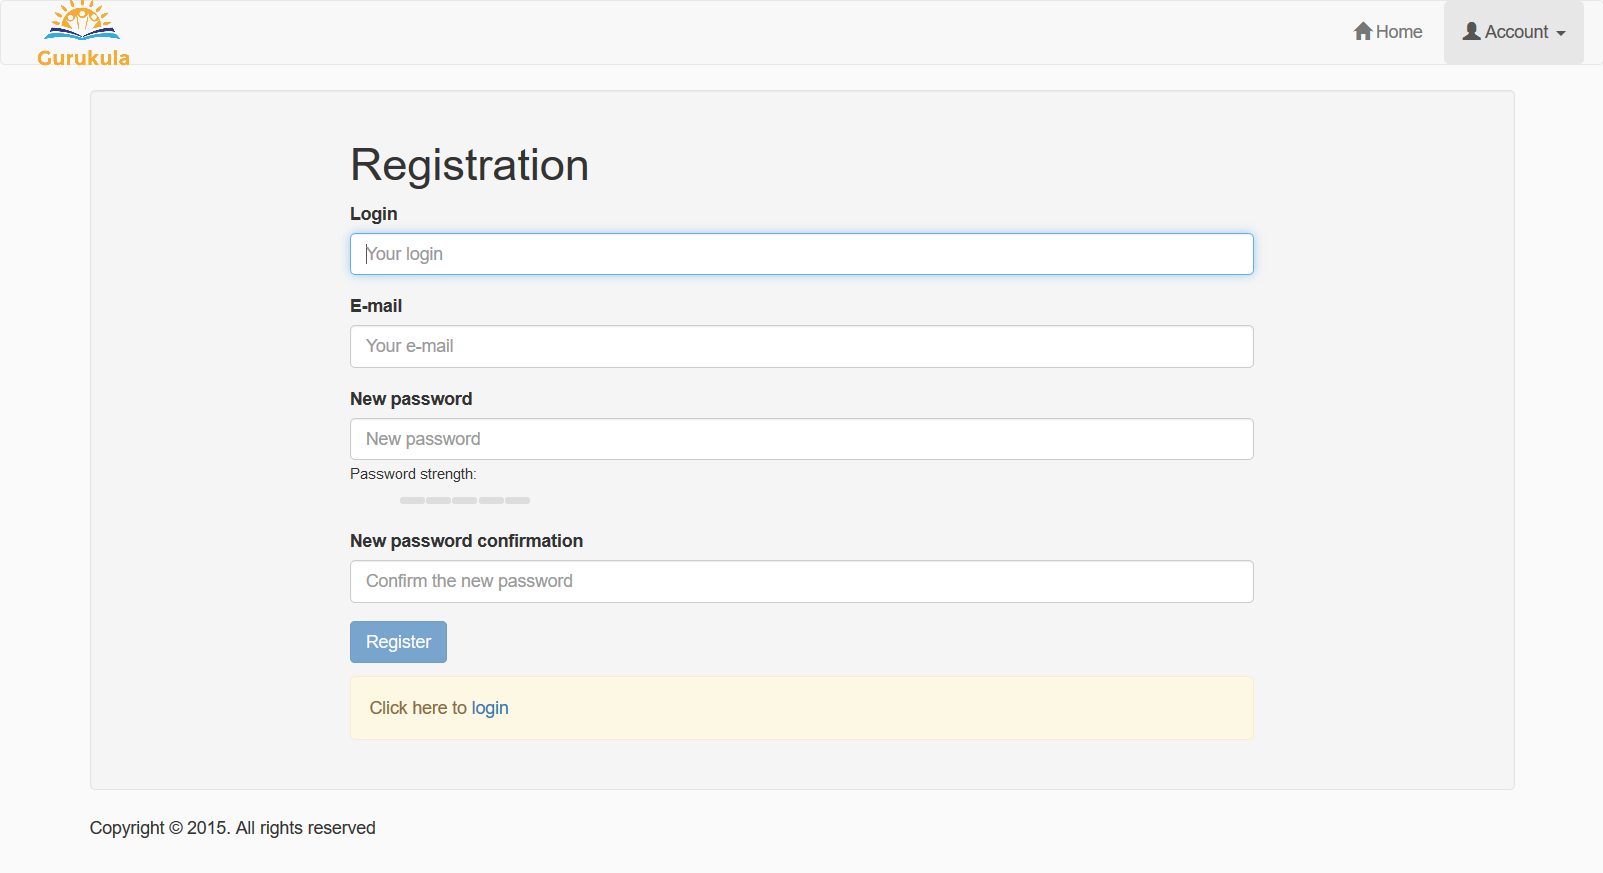 Gurukula
Home
Account
Registration
Login
Your login
E-mail
Your e-mail
New password
New password
Password strength:
New password confirmation
Confirm the new password
Register
Click here to login
Copyright © 2015. All rights reserved